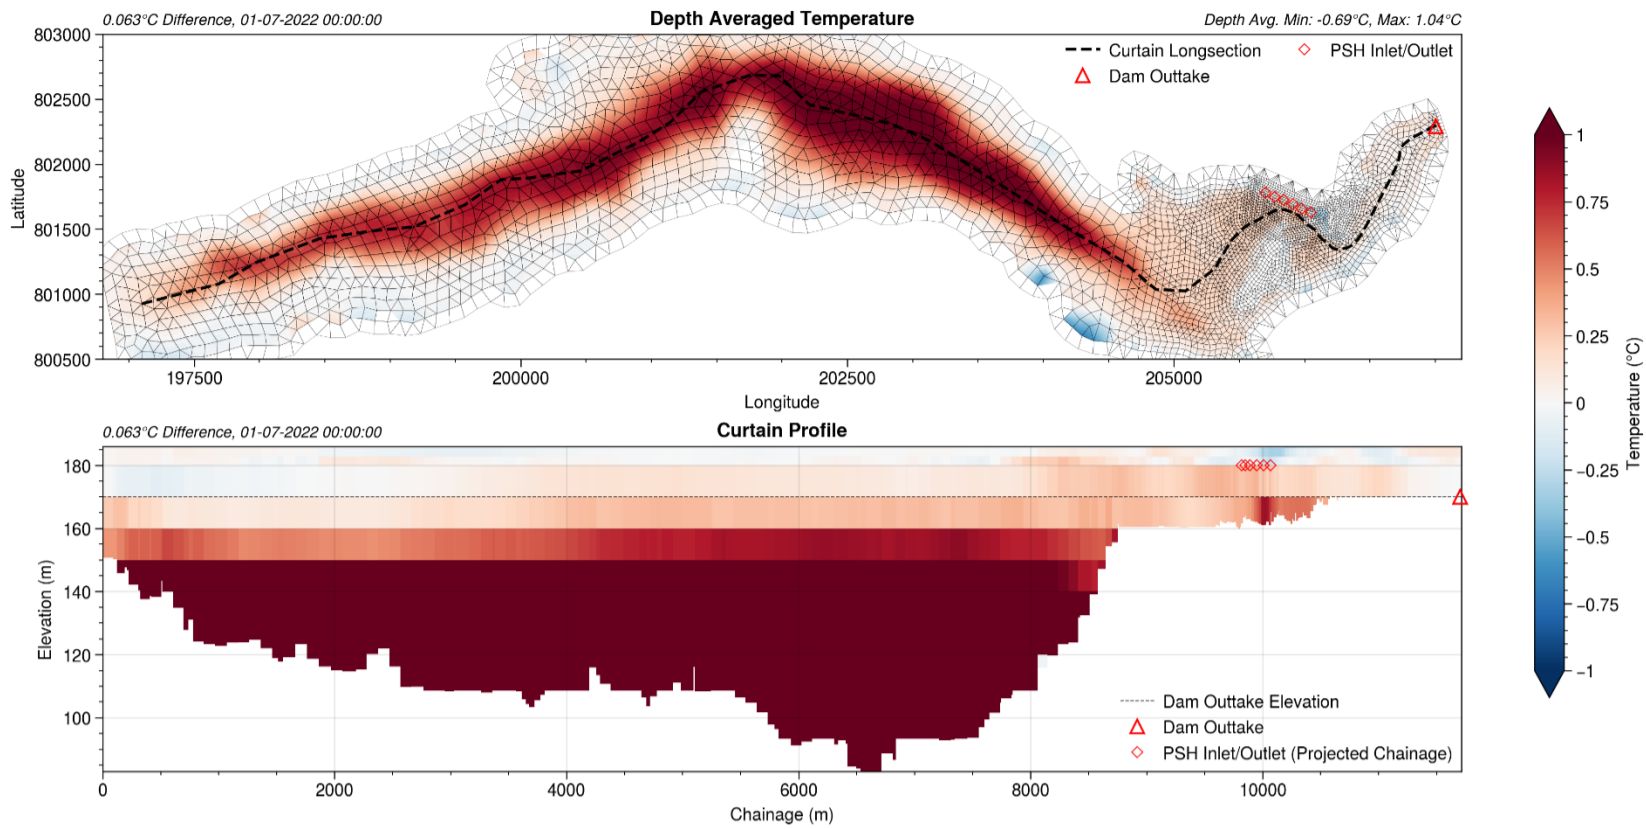 0.063°C Difference, 01-07-2022 00:00:00
Depth Averaged Temperature
Depth Avg. Min: -0.69°C, Max: 1.04°C
803000
802500
802000
801500
801000
800500
Latitude
Curtain Longsection
PSH Inlet/Outlet
Dam Outtake
197500
200000
202500
205000
Longitude
0.063°C Difference, 01-07-2022 00:00:00
Curtain Profile
180
160
140
120
100
Elevation (m)
Dam Outtake Elevation
Dam Outtake
PSH Inlet/Outlet (Projected Chainage)
0
2000
4000
6000
8000
10000
Chainage (m)
1
0.75
0.5
0.25
0
−0.25
−0.5
−0.75
−1
Temperature (°C)